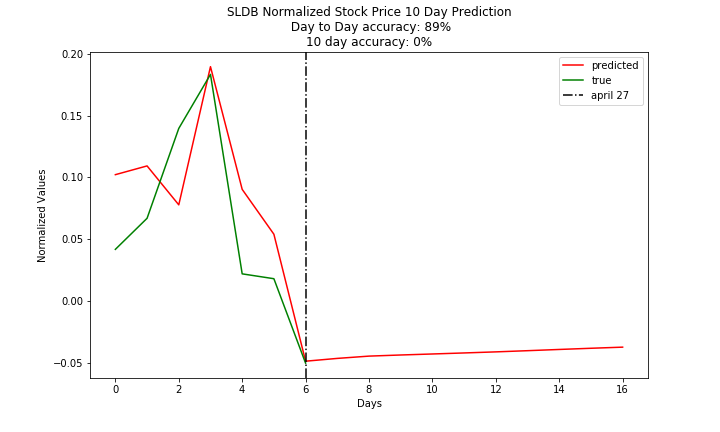 SLDB Normalized Stock Price 10 Day Prediction
Day to Day accuracy: 89%
10 day accuracy: 0%
predicted
true
april 27
Normalized Values
0.20
0.15
0.10
0.05
0.00
−0.05
0 2 4 6 8 10 12 14 16
Days